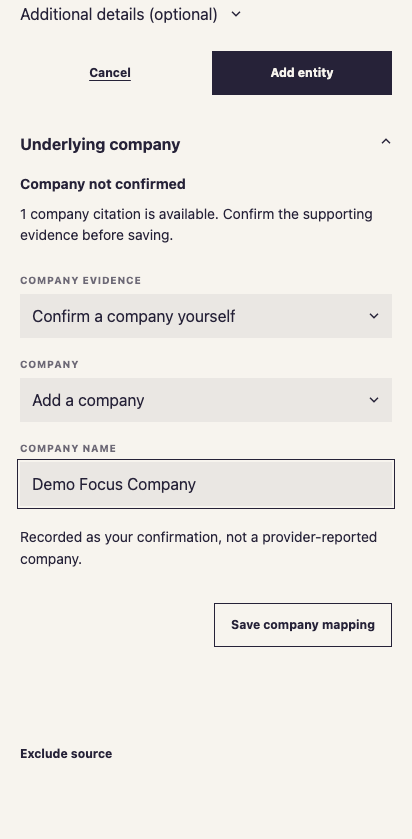 Additional details (optional)
Cancel
Add entity
Underlying company
Company not confirmed
1 company citation is available. Confirm the supporting
evidence before saving.
COMPANY EVIDENCE
Confirm a company yourself
COMPANY
Add a company
COMPANY NAME
Demo Focus Company
Recorded as your confirmation, not a provider-reported
company.
Save company mapping
Exclude source